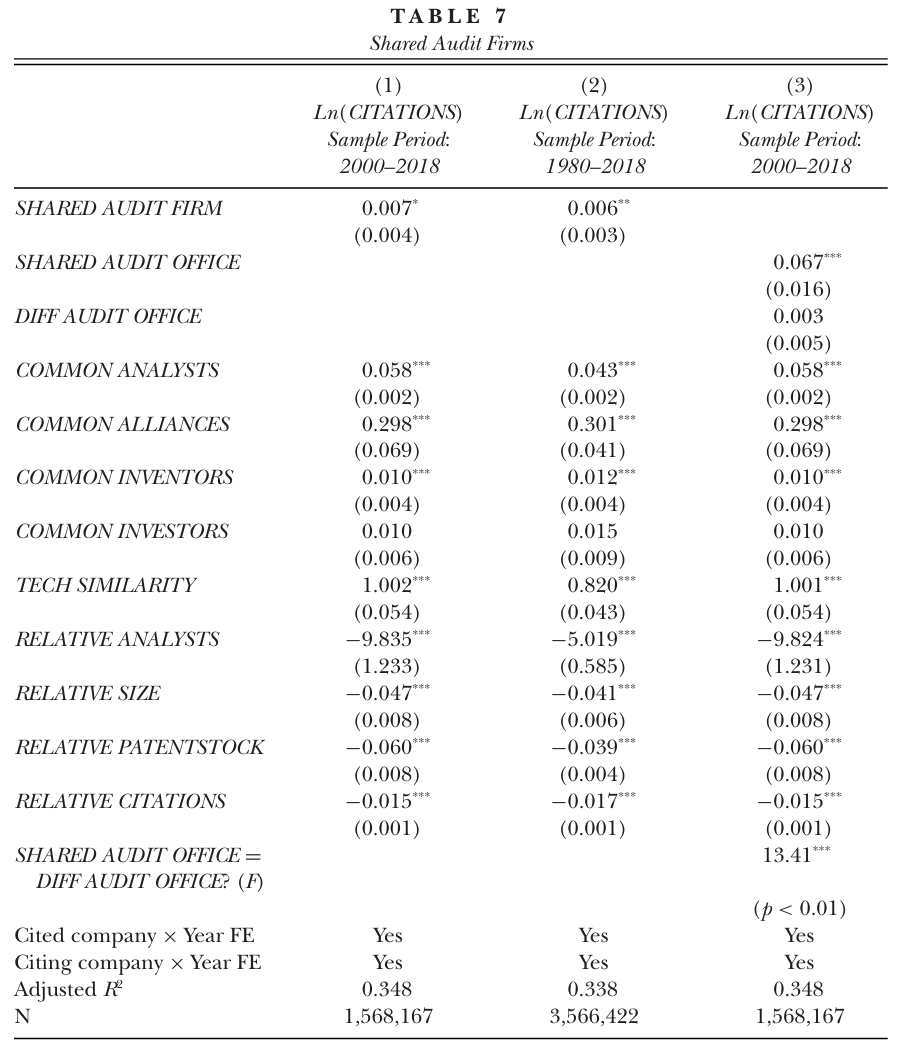 TABLE 7
Shared Audit Firms
(1) (2) (3)
Ln(CITATIONS) Ln(CITATIONS) Ln(CITATIONS)
Sample Period: Sample Period: Sample Period:
2000–2018 1980–2018 2000–2018
SHARED AUDIT FIRM 0.007* 0.006**
(0.004) (0.003)
SHARED AUDIT OFFICE 0.067***
(0.016)
DIFF AUDIT OFFICE 0.003
(0.005)
COMMON ANALYSTS 0.058*** 0.043*** 0.058***
(0.002) (0.002) (0.002)
COMMON ALLIANCES 0.298*** 0.301*** 0.298***
(0.069) (0.041) (0.069)
COMMON INVENTORS 0.010*** 0.012*** 0.010***
(0.004) (0.004) (0.004)
COMMON INVESTORS 0.010 0.015 0.010
(0.006) (0.009) (0.006)
TECH SIMILARITY 1.002*** 0.820*** 1.001***
(0.054) (0.043) (0.054)
RELATIVE ANALYSTS −9.835*** −5.019*** −9.824***
(1.233) (0.585) (1.231)
RELATIVE SIZE −0.047*** −0.041*** −0.047***
(0.008) (0.006) (0.008)
RELATIVE PATENTSTOCK −0.060*** −0.039*** −0.060***
(0.008) (0.004) (0.008)
RELATIVE CITATIONS −0.015*** −0.017*** −0.015***
(0.001) (0.001) (0.001)
SHARED AUDIT OFFICE = 13.41***
DIFF AUDIT OFFICE? (F)
(p < 0.01)
Cited company × Year FE Yes Yes Yes
Citing company × Year FE Yes Yes Yes
Adjusted R² 0.348 0.338 0.348
N 1,568,167 3,566,422 1,568,167